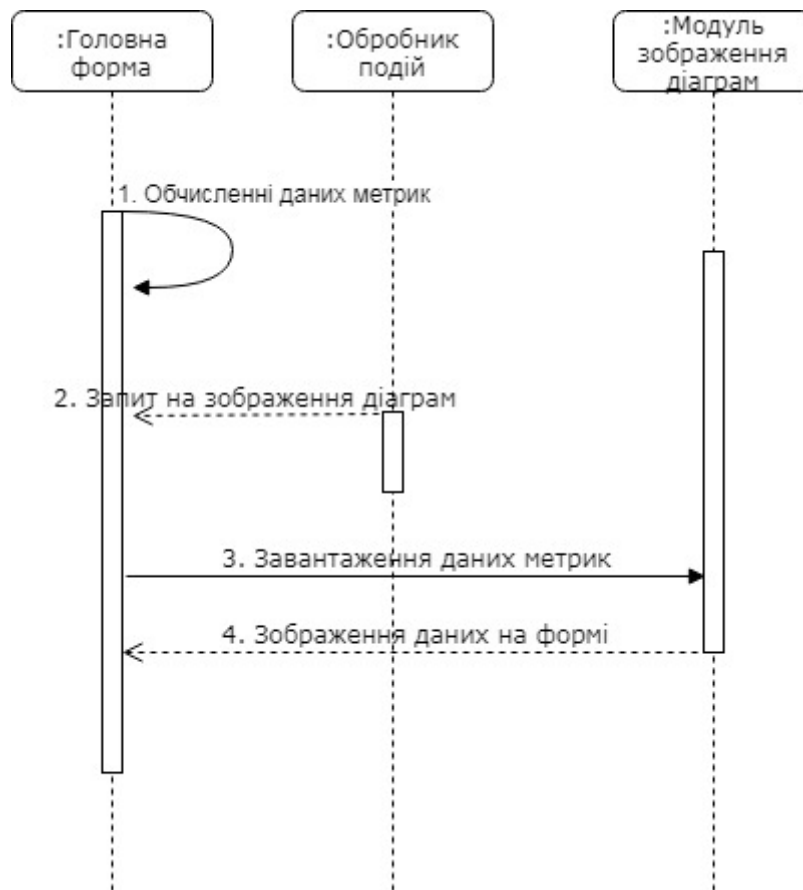 :Головна
форма
:Обробник
подій
:Модуль
зображення
діаграм
1. Обчисленні даних метрик
2. Запит на зображення діаграм
3. Завантаження даних метрик
4. Зображення даних на формі